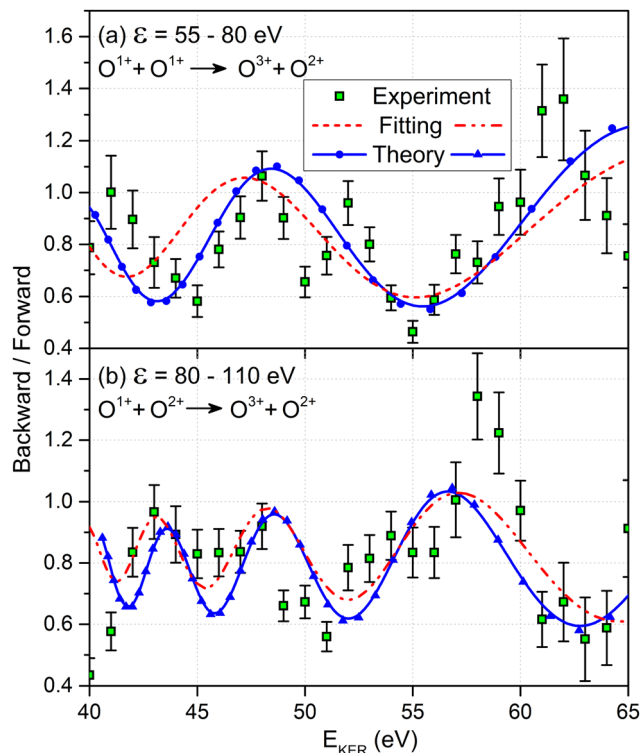 1.6
(a) ε = 55 - 80 eV
O¹⁺ + O¹⁺ → O³⁺ + O²⁺
1.4
Experiment
Fitting
Theory
1.2
1.0
0.8
0.6
0.4
(b) ε = 80 - 110 eV
O¹⁺ + O²⁺ → O³⁺ + O²⁺
1.4
1.2
1.0
0.8
0.6
0.4
Backward / Forward
40 45 50 55 60 65
E_KER (eV)